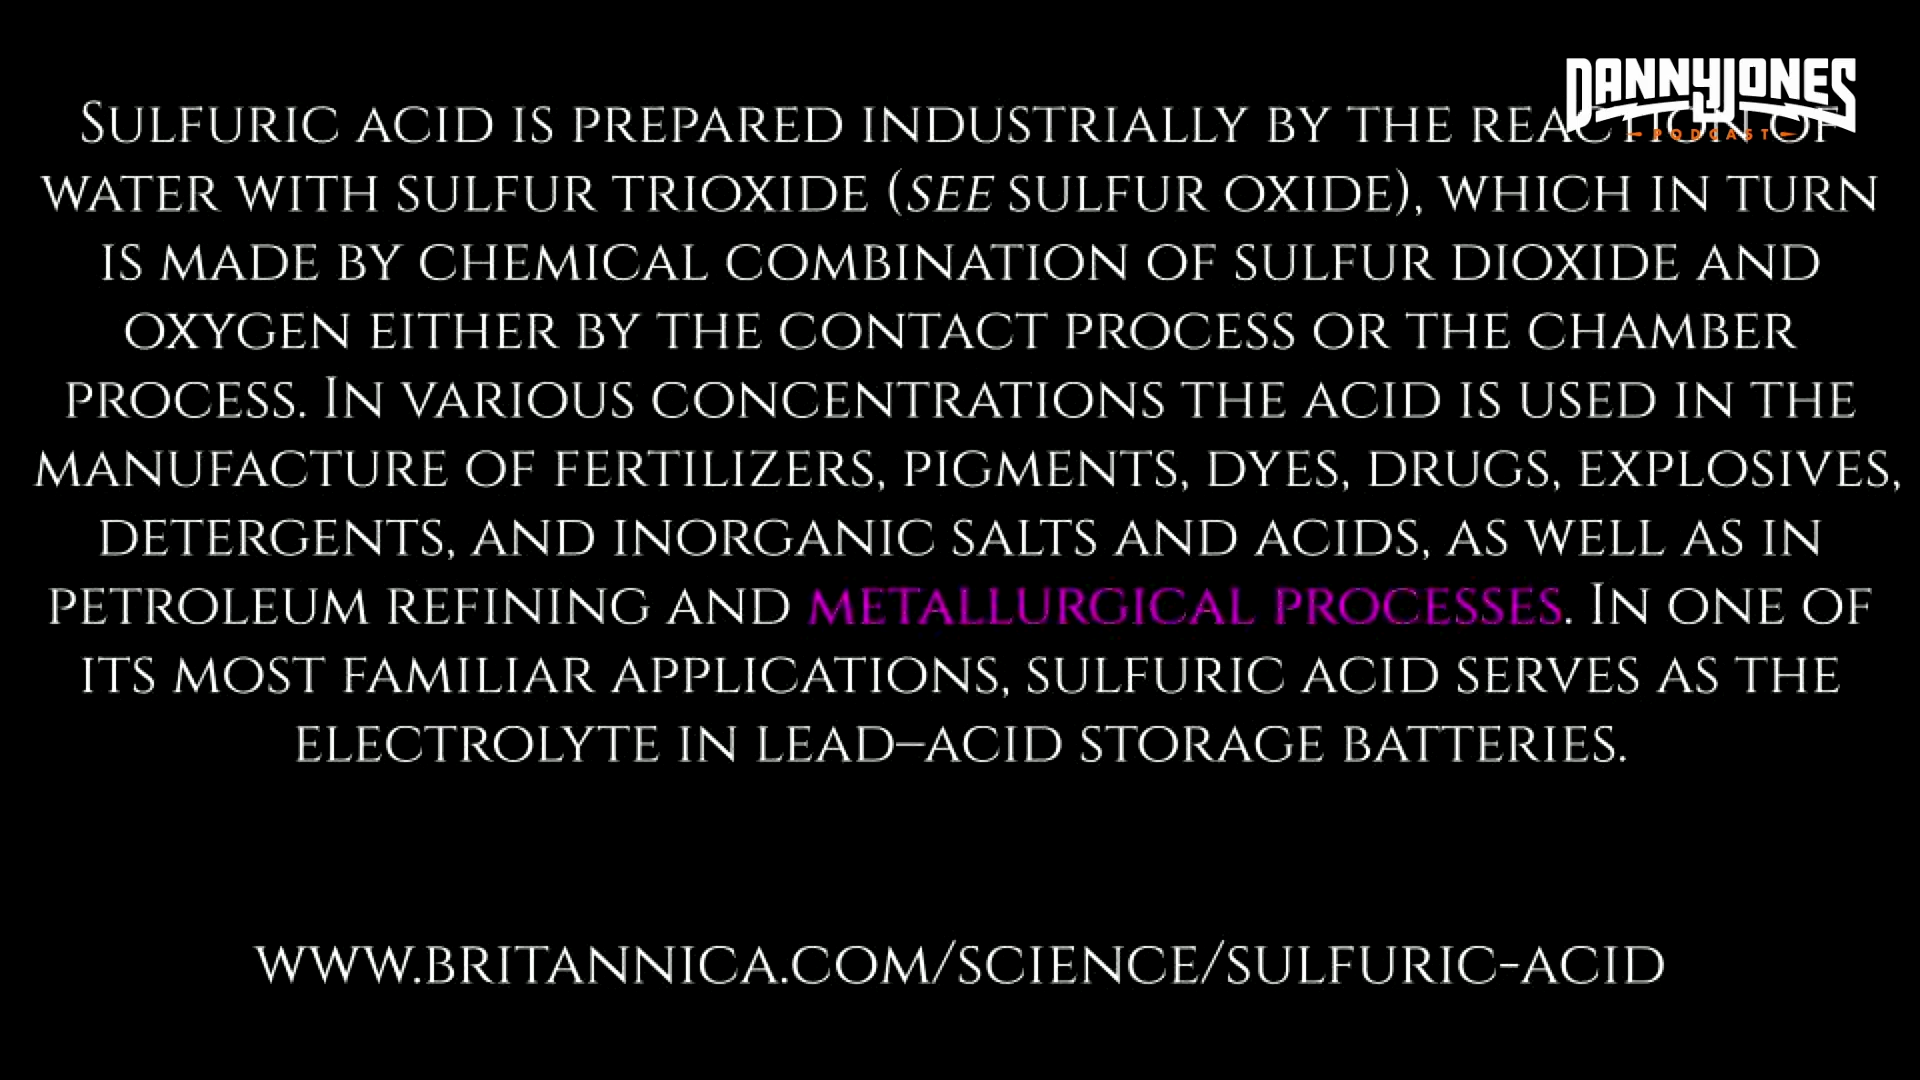 DANNY JONES
PODCAST
SULFURIC ACID IS PREPARED INDUSTRIALLY BY THE REACTION OF
WATER WITH SULFUR TRIOXIDE (SEE SULFUR OXIDE), WHICH IN TURN
IS MADE BY CHEMICAL COMBINATION OF SULFUR DIOXIDE AND
OXYGEN EITHER BY THE CONTACT PROCESS OR THE CHAMBER
PROCESS. IN VARIOUS CONCENTRATIONS THE ACID IS USED IN THE
MANUFACTURE OF FERTILIZERS, PIGMENTS, DYES, DRUGS, EXPLOSIVES,
DETERGENTS, AND INORGANIC SALTS AND ACIDS, AS WELL AS IN
PETROLEUM REFINING AND METALLURGICAL PROCESSES. IN ONE OF
ITS MOST FAMILIAR APPLICATIONS, SULFURIC ACID SERVES AS THE
ELECTROLYTE IN LEAD–ACID STORAGE BATTERIES.
WWW.BRITANNICA.COM/SCIENCE/SULFURIC-ACID